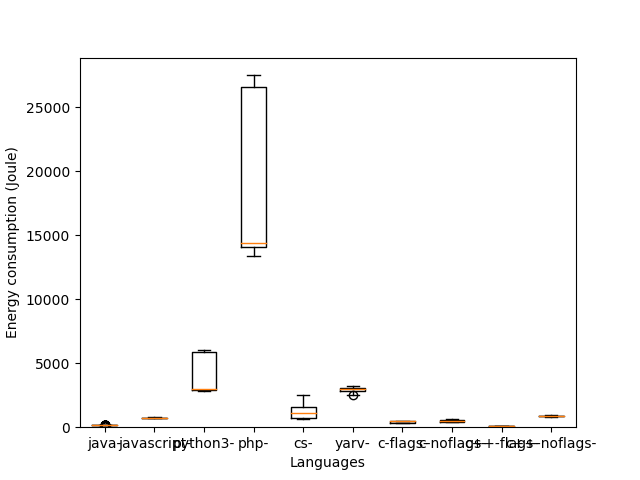 Energy consumption (Joule)
25000
20000
15000
10000
5000
0
java- javascript- python3- php- cs- yarv- c-flags- c-noflags- c++-flags- c++-noflags-
Languages